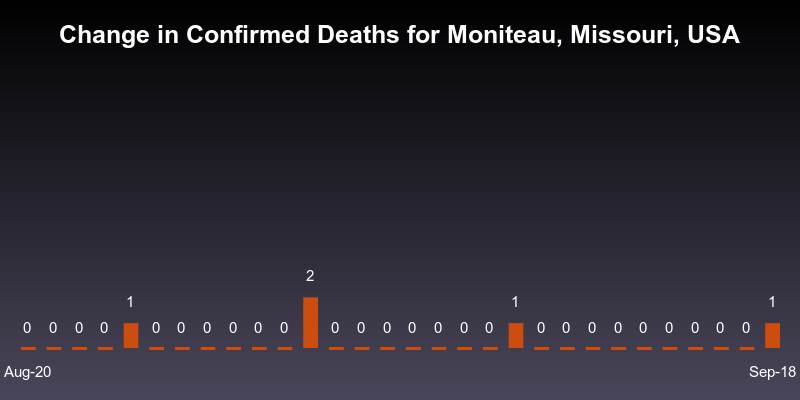 Change in Confirmed Deaths for Moniteau, Missouri, USA
2
1 1 1
0 0 0 0 0 0 0 0 0 0 0 0 0 0 0 0 0 0 0 0 0 0 0 0 0 0
Aug-20 Sep-18